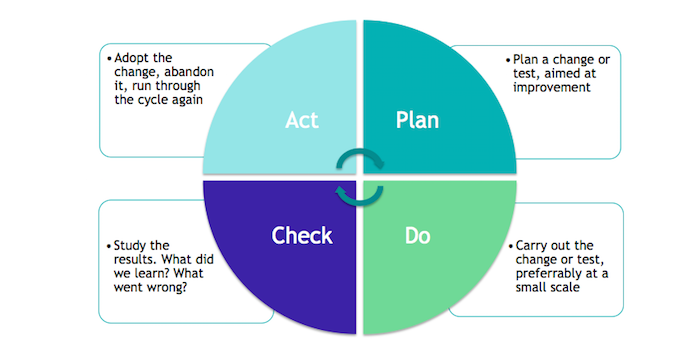 • Adopt the
change, abandon
it, run through
the cycle again
Act
Plan
• Plan a change or
test, aimed at
improvement
• Study the
results. What did
we learn? What
went wrong?
Check
Do
• Carry out the
change or test,
preferrably at a
small scale